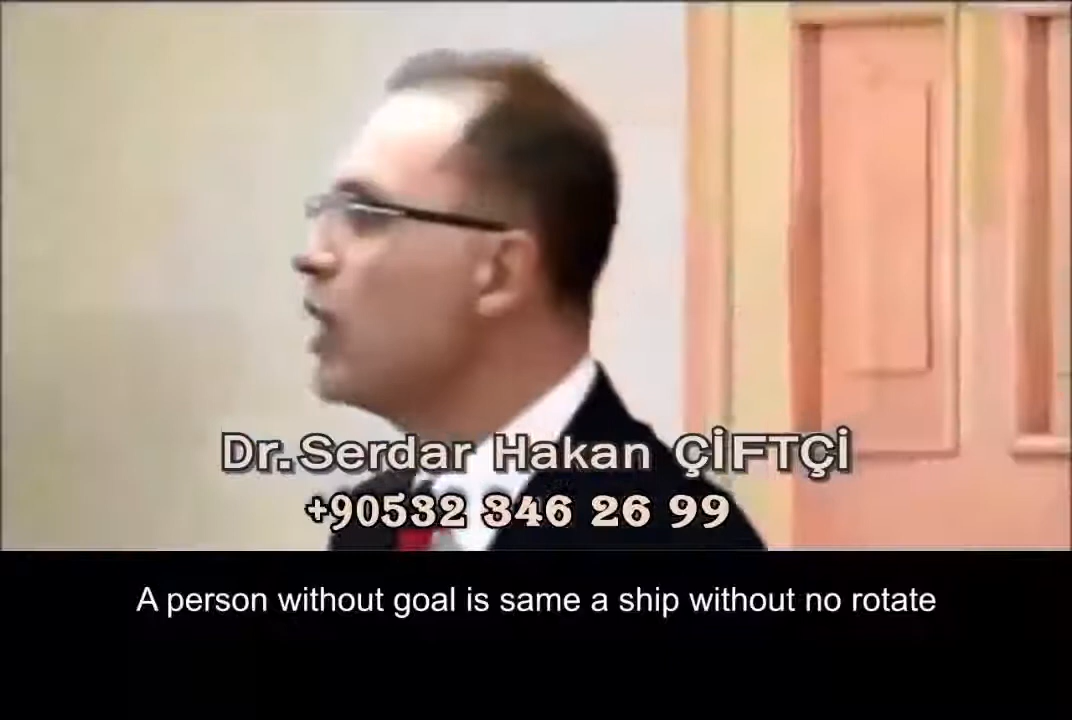 Dr.Serdar Hakan ÇİFTÇİ
+90532 346 26 99
A person without goal is same a ship without no rotate